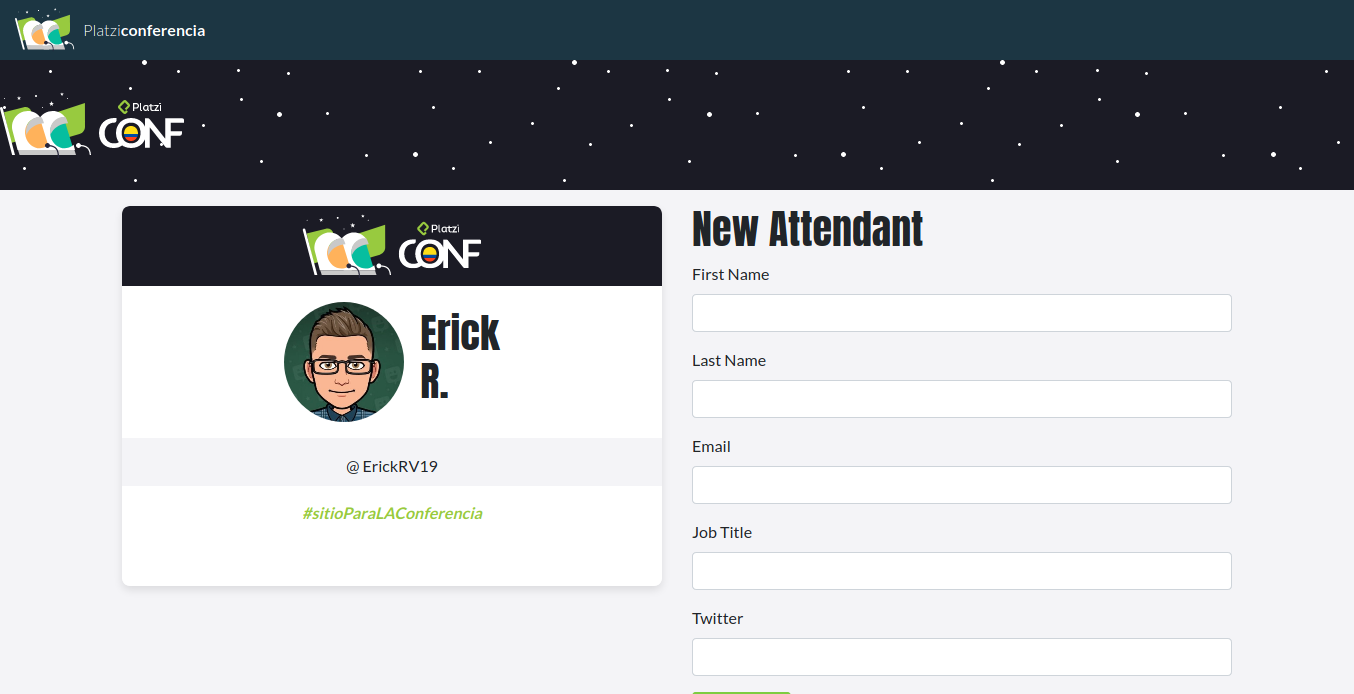 Platziconferencia
Platzi
CONF
Platzi
CONF
Erick
R.
@ ErickRV19
#sitioParaLAConferencia
New Attendant
First Name
Last Name
Email
Job Title
Twitter